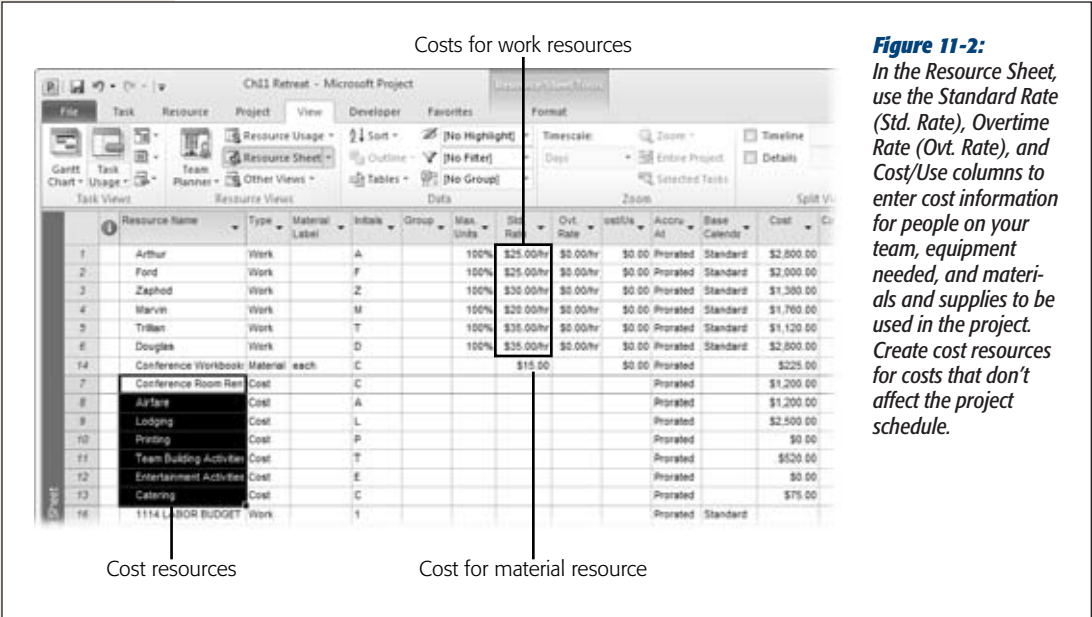 Costs for work resources
Ch11 Retreat - Microsoft Project
File Task Resource Project View Developer Favorites Format
Gantt Chart
Task Usage
Team Planner
Resource Usage
Resource Sheet
Other Views
Sort
Outline
Tables
[No Highlight]
[No Filter]
[No Group]
Timescale:
Days
Zoom
Entire Project
Selected Tasks
Timeline
Details
Task Views Resource Views Data Zoom Split Vi
Resource Name Type Material Label Initials Group Max. Units Std. Rate Ovt. Rate ost/Us Accru At Base Calendr Cost
1 Arthur Work A 100% $25.00/hr $0.00/hr $0.00 Prorated Standard $2,800.00
2 Ford Work F 100% $25.00/hr $0.00/hr $0.00 Prorated Standard $2,000.00
3 Zaphod Work Z 100% $30.00/hr $0.00/hr $0.00 Prorated Standard $1,380.00
4 Marvin Work M 100% $20.00/hr $0.00/hr $0.00 Prorated Standard $1,760.00
5 Trillian Work T 100% $35.00/hr $0.00/hr $0.00 Prorated Standard $1,120.00
6 Douglas Work D 100% $35.00/hr $0.00/hr $0.00 Prorated Standard $2,800.00
14 Conference Workbook Material each C $15.00 $0.00 Prorated $225.00
7 Conference Room Ren Cost C Prorated $1,200.00
8 Airfare Cost A Prorated $1,200.00
9 Lodging Cost L Prorated $2,500.00
10 Printing Cost P Prorated $0.00
11 Team Building Activitie Cost T Prorated $520.00
12 Entertainment Activities Cost E Prorated $0.00
13 Catering Cost C Prorated $75.00
16 1114 LABOR BUDGET Work 1 Prorated Standard
Sheet
Cost resources
Cost for material resource
Figure 11-2:
In the Resource Sheet,
use the Standard Rate
(Std. Rate), Overtime
Rate (Ovt. Rate), and
Cost/Use columns to
enter cost information
for people on your
team, equipment
needed, and materi-
als and supplies to be
used in the project.
Create cost resources
for costs that don't
affect the project
schedule.